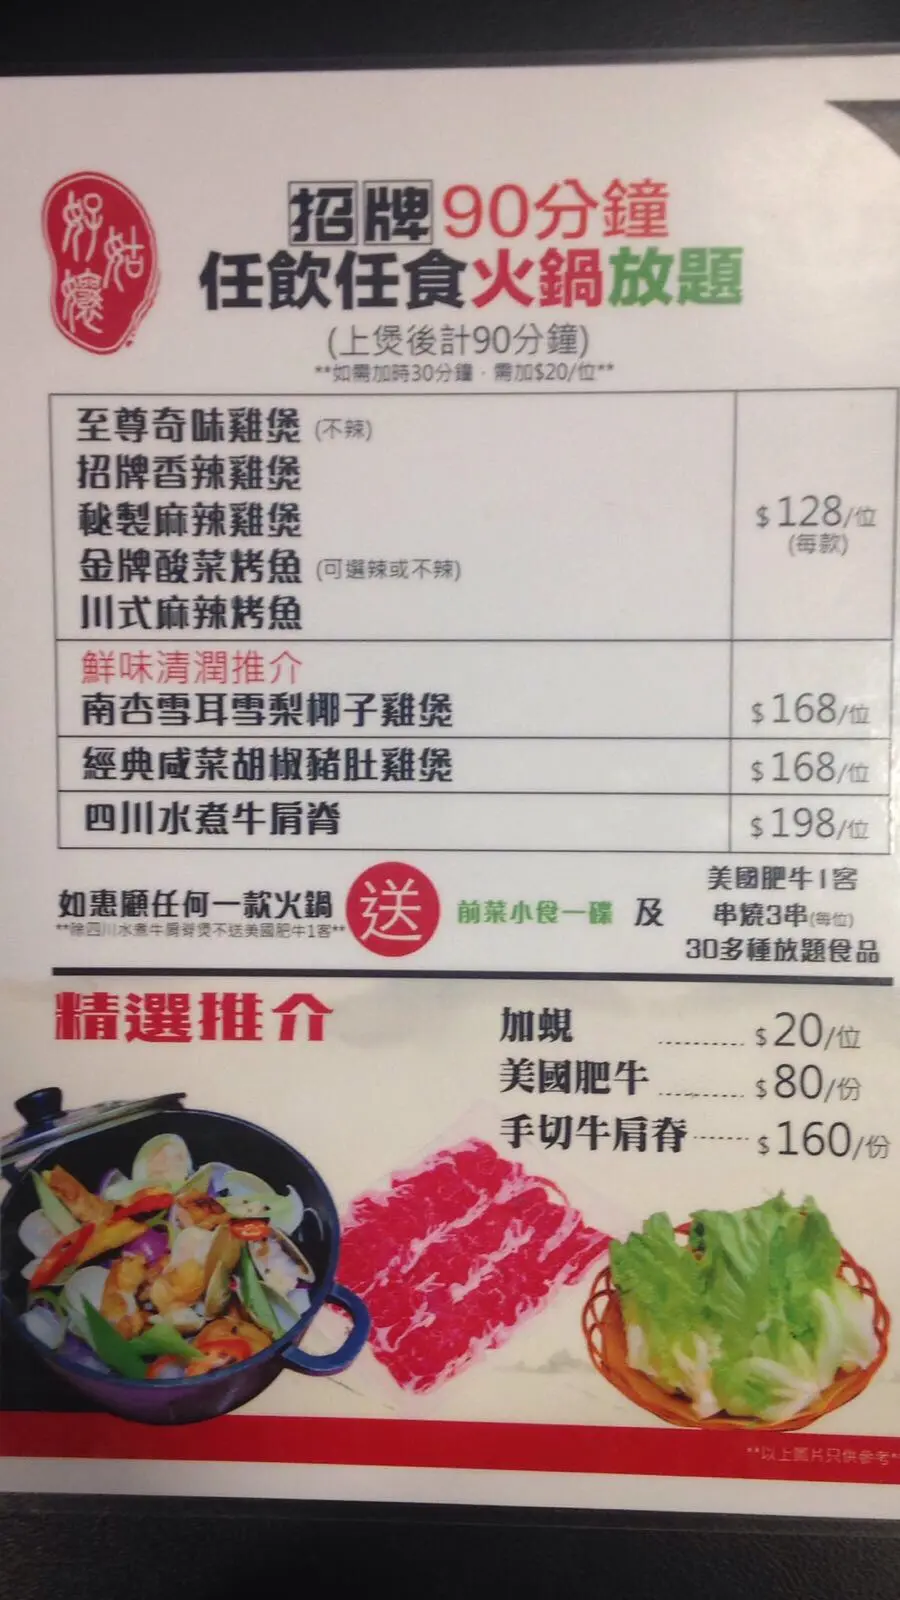 好姑孃
招牌90分鐘
任飲任食火鍋放題
(上煲後計90分鐘)
**如需加時30分鐘，需加$20/位**
至尊奇味雞煲 (不辣)
招牌香辣雞煲
秘製麻辣雞煲
金牌酸菜烤魚 (可選辣或不辣)
川式麻辣烤魚
$128/位
(每款)
鮮味清潤推介
南杏雪耳雪梨椰子雞煲 $168/位
經典咸菜胡椒豬肚雞煲 $168/位
四川水煮牛肩脊 $198/位
如惠顧任何一款火鍋
**除四川水煮牛肩脊煲不送美國肥牛1客**
送
前菜小食一碟 及
美國肥牛1客
串燒3串(每位)
30多種放題食品
精選推介
加蜆 ......... $20/位
美國肥牛 ......... $80/份
手切牛肩脊 ....... $160/份
**以上圖片只供參考*